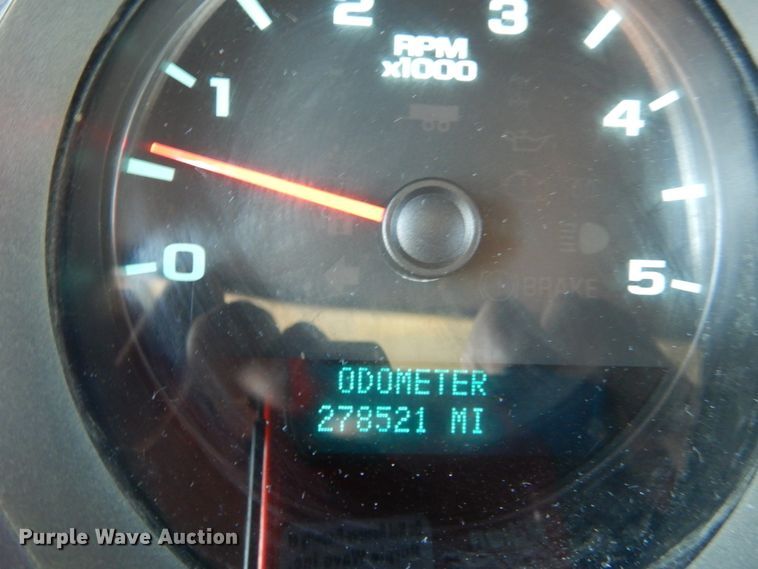 2 3
RPM
x1000
1
4
0
5
BRAKE
ODOMETER
278521 MI
Purple Wave Auction